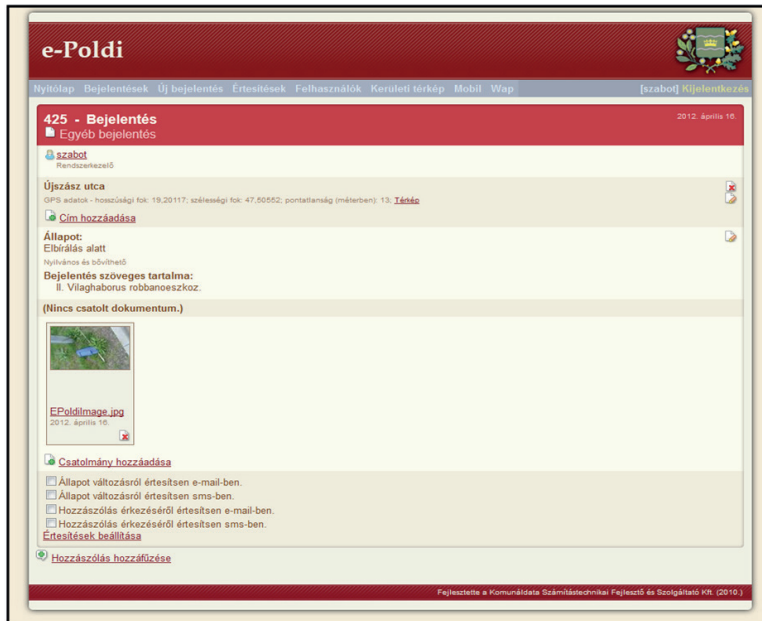 e-Poldi
Nyitólap Bejelentések Új bejelentés Értesítések Felhasználók Kerületi térkép Mobil Wap [szabot] Kijelentkezés
425 - Bejelentés 2012. április 16.
Egyéb bejelentés
szabot
Rendszerkezelő
Újszász utca
GPS adatok - hosszúsági fok: 19,20117; szélességi fok: 47,50552; pontatlanság (méterben): 13; Térkép
Cím hozzáadása
Állapot:
Elbírálás alatt
Nyilvános és bővíthető
Bejelentés szöveges tartalma:
II. Vilaghaborus robbanoeszkoz.
(Nincs csatolt dokumentum.)
EPoldiImage.jpg
2012. április 16.
Csatolmány hozzáadása
Állapot változásról értesítsen e-mail-ben.
Állapot változásról értesítsen sms-ben.
Hozzászólás érkezéséről értesítsen e-mail-ben.
Hozzászólás érkezéséről értesítsen sms-ben.
Értesítések beállítása
Hozzászólás hozzáfűzése
Fejlesztette a Komunáldata Számítástechnikai Fejlesztő és Szolgáltató Kft. (2010.)